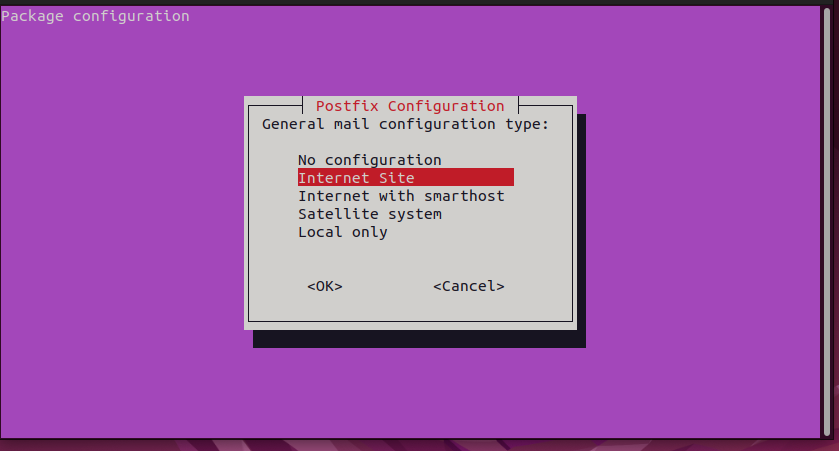 Package configuration
Postfix Configuration
General mail configuration type:
No configuration
Internet Site
Internet with smarthost
Satellite system
Local only
<OK> <Cancel>